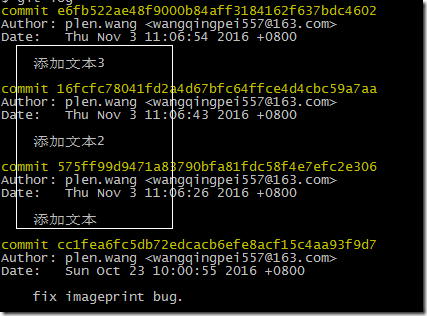 commit e6fb522ae48f9000b84aff3184162f637bdc4602
Author: plen.wang <wangqingpei557@163.com>
Date:   Thu Nov 3 11:06:54 2016 +0800
添加文本3
commit 16fcfc78041fd2a4d67bfc64ffce4d4cbc59a7aa
Author: plen.wang <wangqingpei557@163.com>
Date:   Thu Nov 3 11:06:43 2016 +0800
添加文本2
commit 575ff99d9471a83790bfa81fdc58f4e7efc2e306
Author: plen.wang <wangqingpei557@163.com>
Date:   Thu Nov 3 11:06:26 2016 +0800
添加文本
commit cc1fea6fc5db72edcacb6efe8acf15c4aa93f9d7
Author: plen.wang <wangqingpei557@163.com>
Date:   Sun Oct 23 10:00:55 2016 +0800
fix imageprint bug.